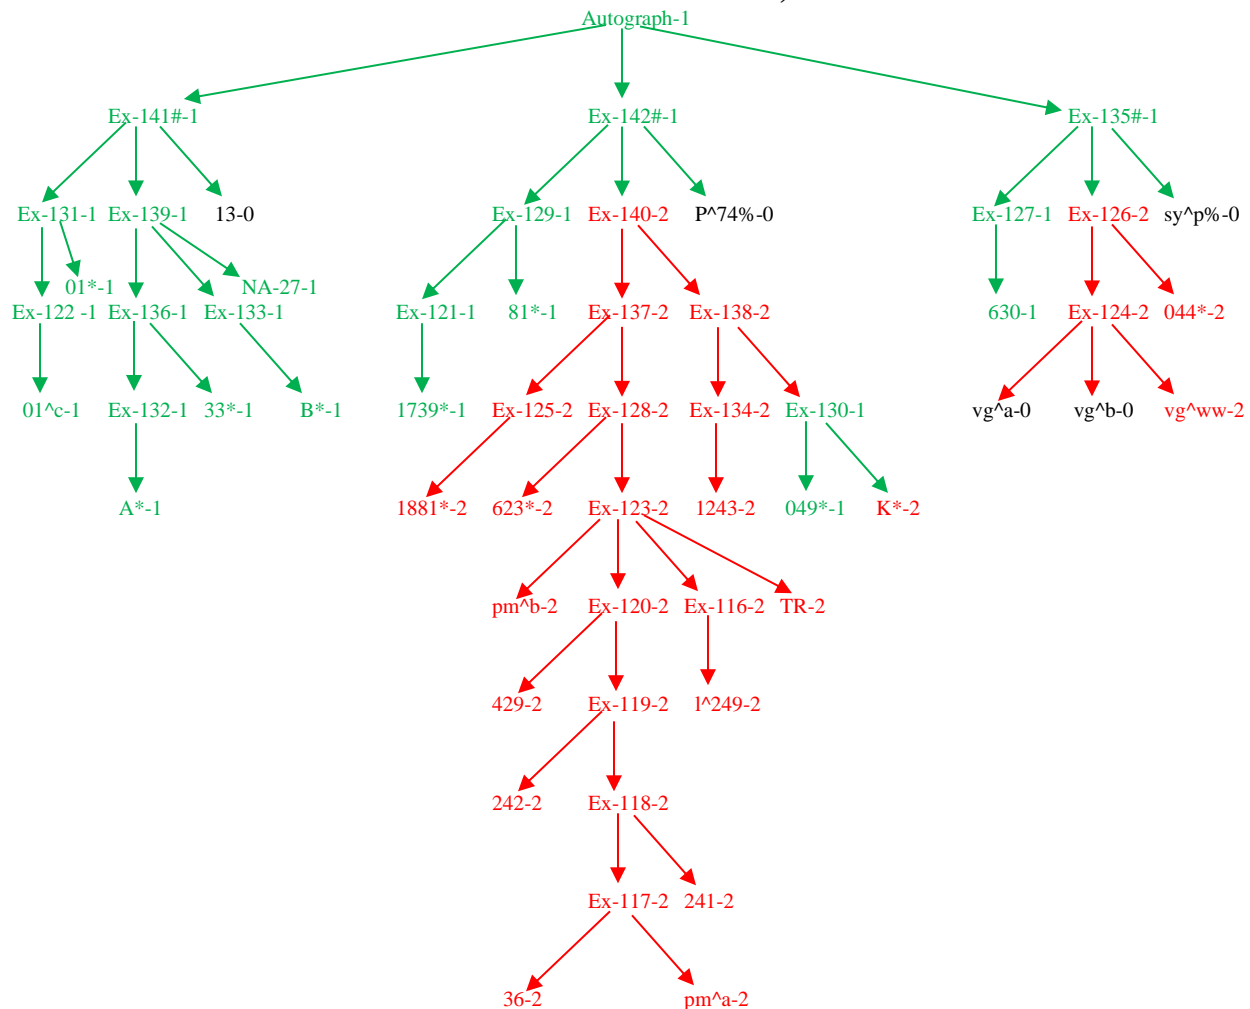 Autograph-1
Ex-141#-1 Ex-142#-1 Ex-135#-1
Ex-131-1 Ex-139-1 13-0 Ex-129-1 Ex-140-2 P^74%-0 Ex-127-1 Ex-126-2 sy^p%-0
01*-1 NA-27-1
Ex-122 -1 Ex-136-1 Ex-133-1 Ex-121-1 81*-1 Ex-137-2 Ex-138-2 630-1 Ex-124-2 044*-2
01^c-1 Ex-132-1 33*-1 B*-1 1739*-1 Ex-125-2 Ex-128-2 Ex-134-2 Ex-130-1 vg^a-0 vg^b-0 vg^ww-2
A*-1 1881*-2 623*-2 Ex-123-2 1243-2 049*-1 K*-2
pm^b-2 Ex-120-2 Ex-116-2 TR-2
429-2 Ex-119-2 l^249-2
242-2 Ex-118-2
Ex-117-2 241-2
36-2 pm^a-2